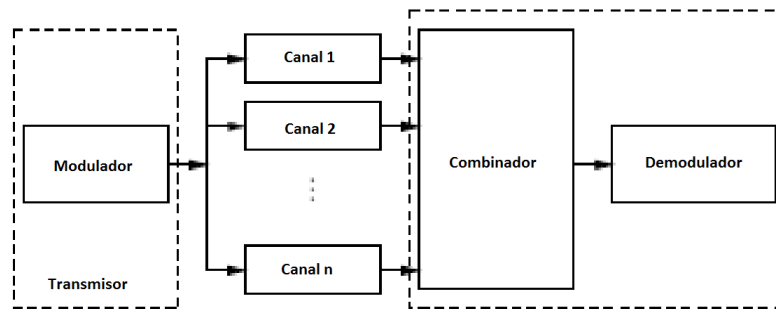 Canal 1
Canal 2
Modulador
Combinador
Demodulador
Canal n
Transmisor